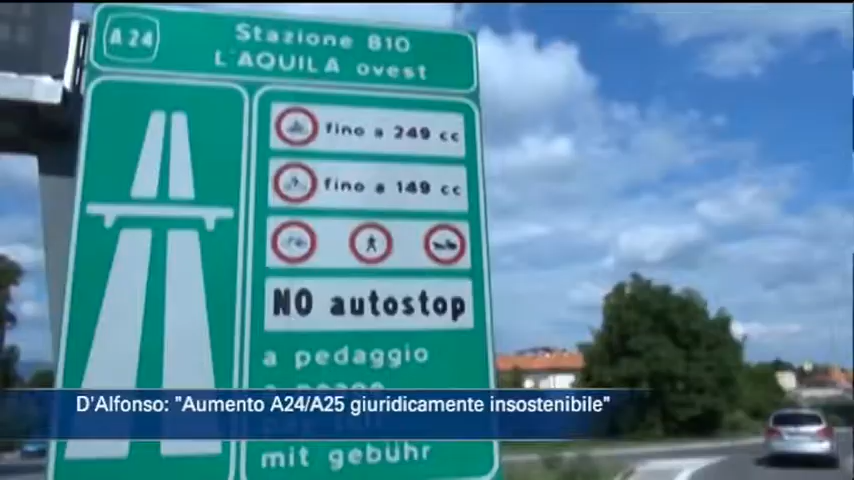 A 24
Stazione 810
L'AQUILA ovest
fino a 249 cc
fino a 149 cc
NO autostop
a pedaggio
D'Alfonso: "Aumento A24/A25 giuridicamente insostenibile"
mit gebühr